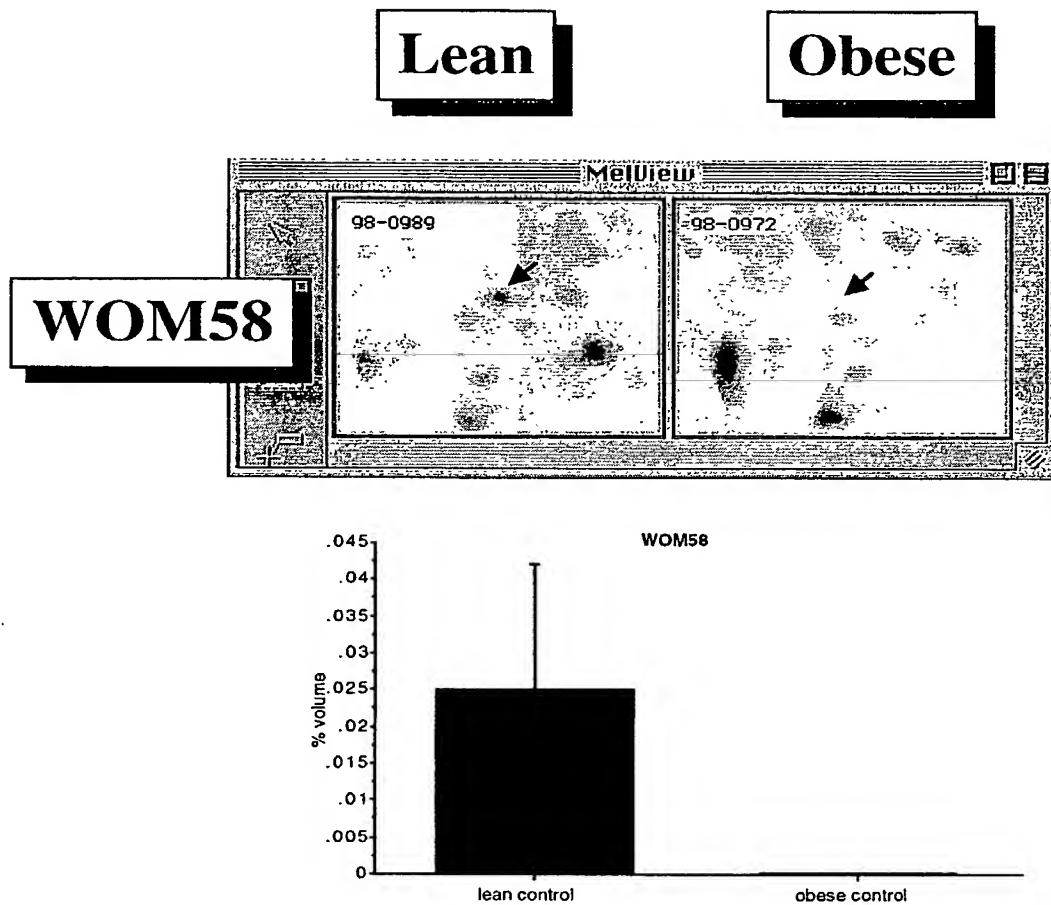 Lean
Obese
MelView
98-0989
98-0972
WOM58
WOM58
.045
.04
.035
.03
.025
.02
.015
.01
.005
0
% volume
lean control
obese control